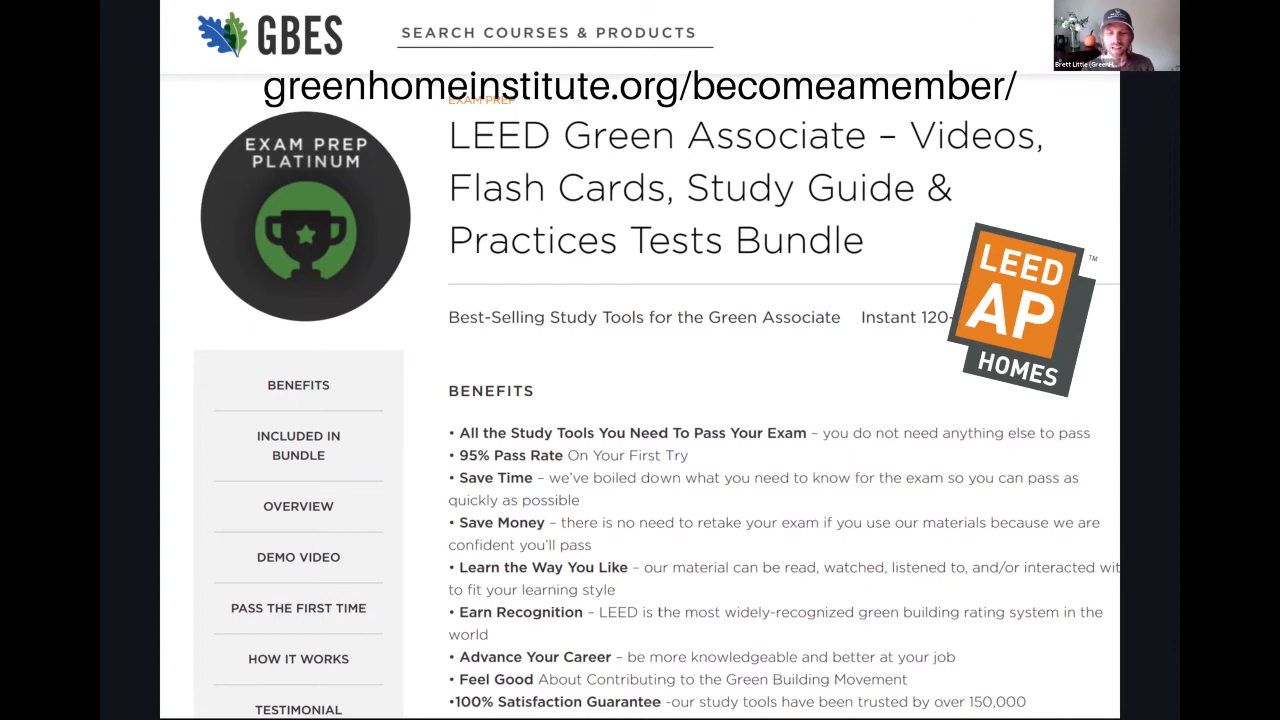 GBES
SEARCH COURSES & PRODUCTS
Brett Little (GreenH...
greenhomeinstitute.org/becomeamember/
EXAM PREP
EXAM PREP
PLATINUM
LEED Green Associate – Videos,
Flash Cards, Study Guide &
Practices Tests Bundle
LEED
AP
HOMES
™
Best-Selling Study Tools for the Green Associate Instant 120-
BENEFITS
INCLUDED IN
BUNDLE
OVERVIEW
DEMO VIDEO
PASS THE FIRST TIME
HOW IT WORKS
TESTIMONIAL
BENEFITS
• All the Study Tools You Need To Pass Your Exam – you do not need anything else to pass
• 95% Pass Rate On Your First Try
• Save Time – we've boiled down what you need to know for the exam so you can pass as
quickly as possible
• Save Money – there is no need to retake your exam if you use our materials because we are
confident you'll pass
• Learn the Way You Like – our material can be read, watched, listened to, and/or interacted wit
to fit your learning style
• Earn Recognition – LEED is the most widely-recognized green building rating system in the
world
• Advance Your Career – be more knowledgeable and better at your job
• Feel Good About Contributing to the Green Building Movement
•100% Satisfaction Guarantee -our study tools have been trusted by over 150,000